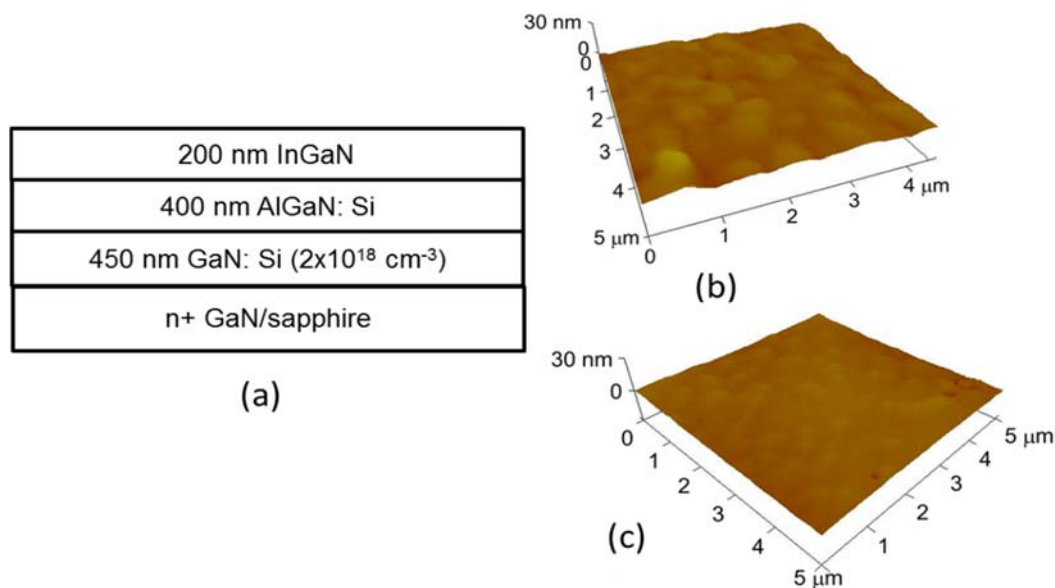 200 nm InGaN
400 nm AlGaN: Si
450 nm GaN: Si (2x10¹⁸ cm⁻³)
n+ GaN/sapphire
(a)
30 nm
0
0
1
2
3
4
5 μm
0
1
2
3
4 μm
(b)
30 nm
0
0
1
2
3
4
5 μm
1
2
3
4
5 μm
(c)